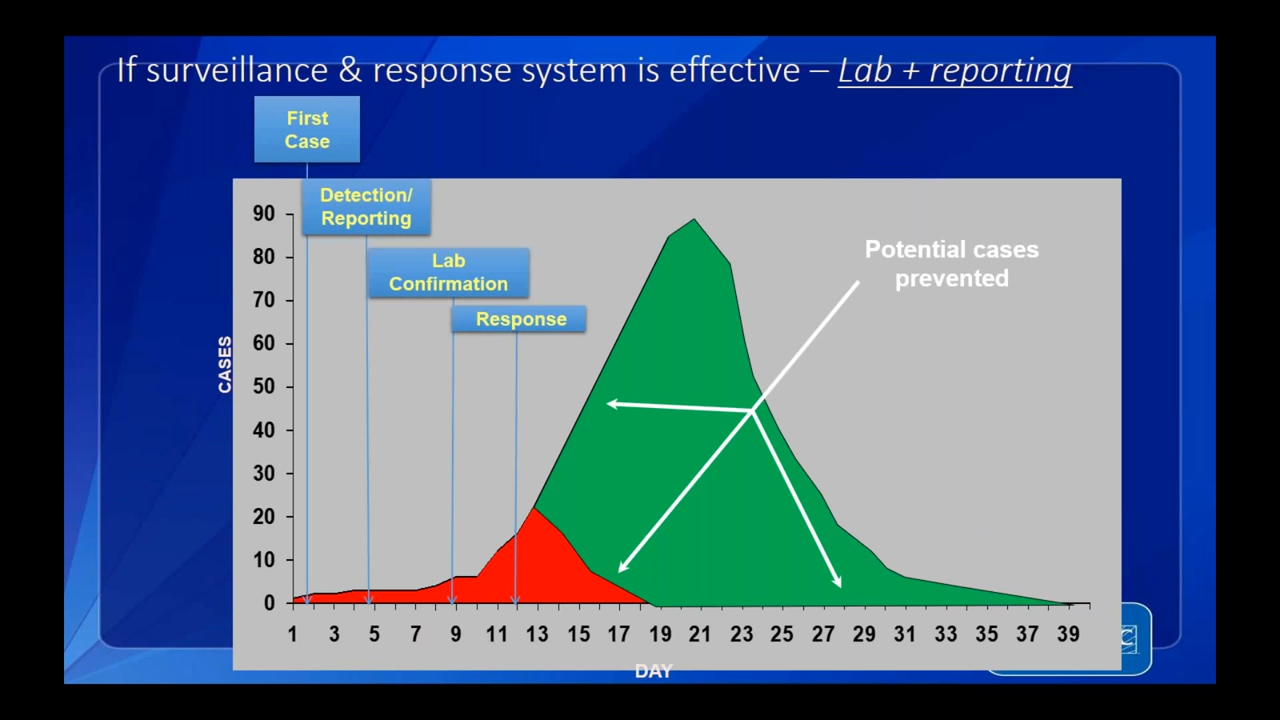 If surveillance & response system is effective – Lab + reporting
First
Case
Detection/
Reporting
Lab
Confirmation
Response
Potential cases
prevented
CASES
90
80
70
60
50
40
30
20
10
0
1 3 5 7 9 11 13 15 17 19 21 23 25 27 29 31 33 35 37 39
DAY